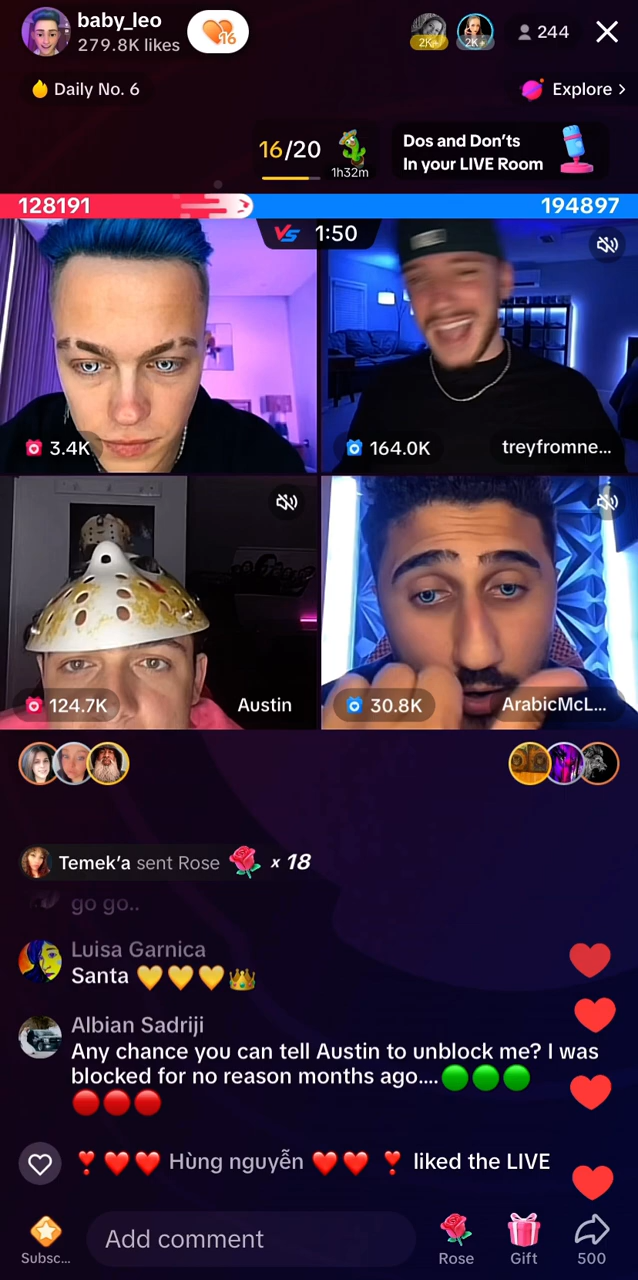 baby_leo
279.8K likes
16
2K+
2K+
244
Daily No. 6
Explore >
16/20
1h32m
Dos and Don'ts
In your LIVE Room
128191
194897
VS 1:50
3.4K
164.0K
treyfromne...
124.7K
Austin
30.8K
ArabicMcL...
Temek'a sent Rose x 18
go go..
Luisa Garnica
Santa 💛💛💛👑
Albian Sadriji
Any chance you can tell Austin to unblock me? I was
blocked for no reason months ago....🟢🟢🟢
🔴🔴🔴
❣️❤️❤️ Hùng nguyễn ❤️❤️ ❣️ liked the LIVE
Subsc...
Add comment
Rose
Gift
500